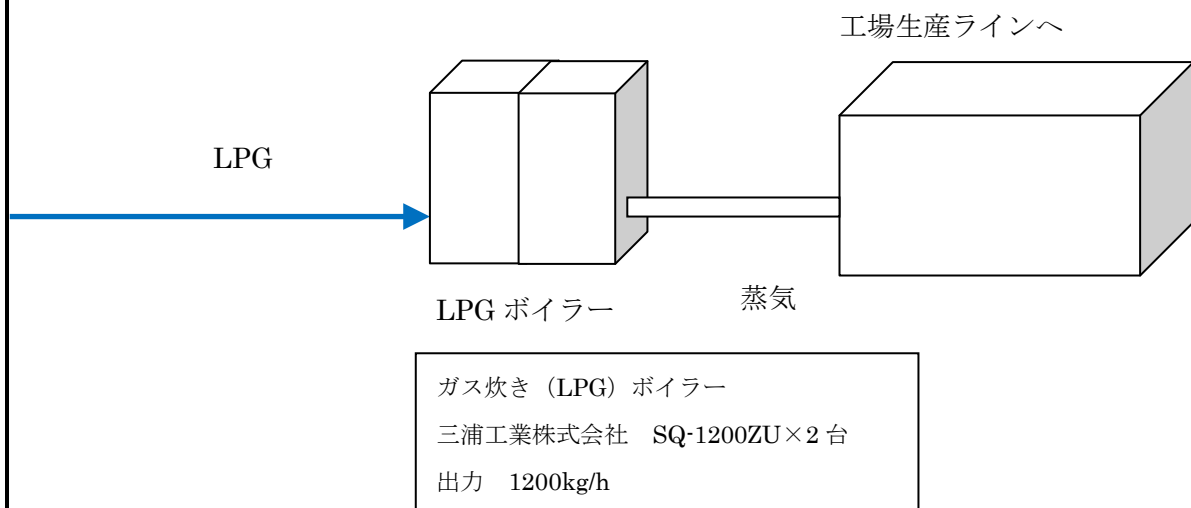 工場生産ラインへ
LPG
LPG ボイラー
蒸気
ガス炊き（LPG）ボイラー
三浦工業株式会社　SQ-1200ZU×2 台
出力　1200kg/h